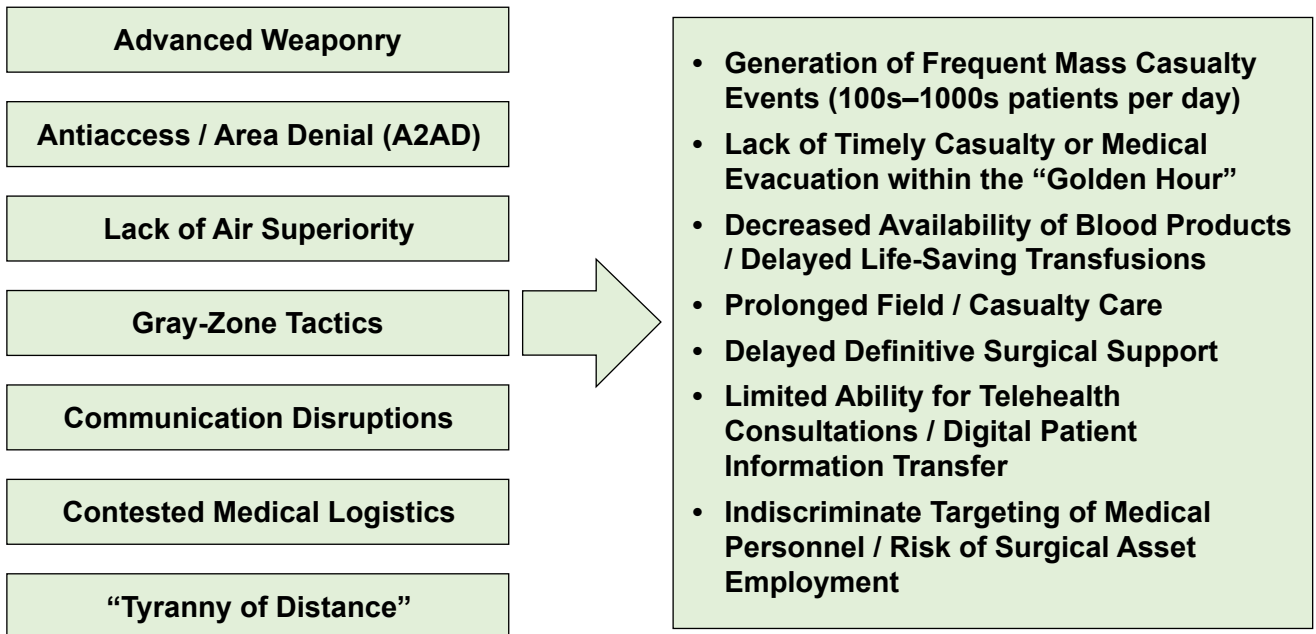 Advanced Weaponry
Antiaccess / Area Denial (A2AD)
Lack of Air Superiority
Gray-Zone Tactics
Communication Disruptions
Contested Medical Logistics
“Tyranny of Distance”
• Generation of Frequent Mass Casualty
Events (100s–1000s patients per day)
• Lack of Timely Casualty or Medical
Evacuation within the “Golden Hour”
• Decreased Availability of Blood Products
/ Delayed Life-Saving Transfusions
• Prolonged Field / Casualty Care
• Delayed Definitive Surgical Support
• Limited Ability for Telehealth
Consultations / Digital Patient
Information Transfer
• Indiscriminate Targeting of Medical
Personnel / Risk of Surgical Asset
Employment